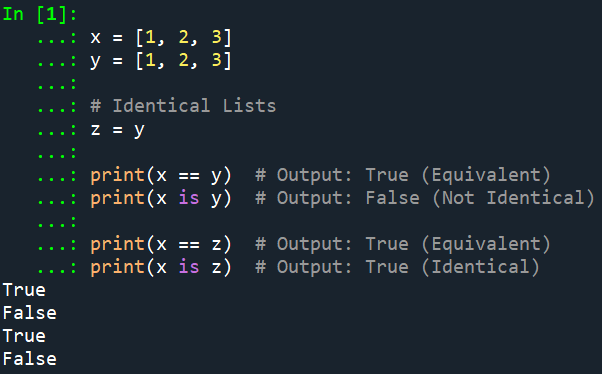 In [1]:
   ...: x = [1, 2, 3]
   ...: y = [1, 2, 3]
   ...:
   ...: # Identical Lists
   ...: z = y
   ...:
   ...: print(x == y)  # Output: True (Equivalent)
   ...: print(x is y)  # Output: False (Not Identical)
   ...:
   ...: print(x == z)  # Output: True (Equivalent)
   ...: print(x is z)  # Output: True (Identical)
True
False
True
False